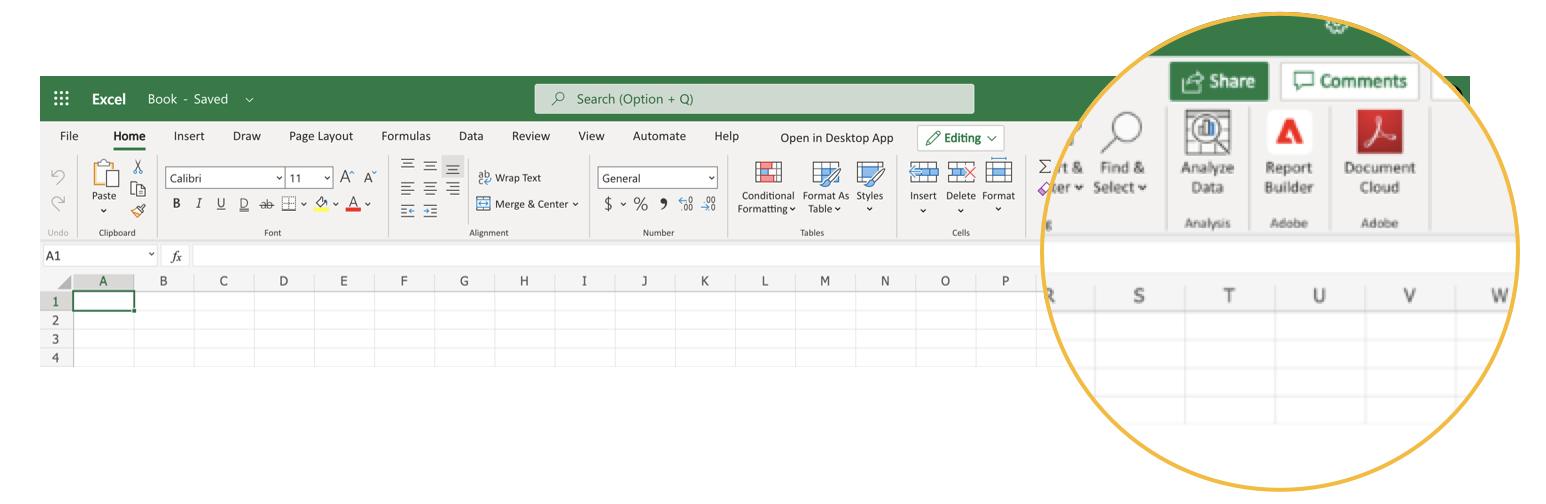 Excel Book - Saved Search (Option + Q)
File Home Insert Draw Page Layout Formulas Data Review View Automate Help Open in Desktop App Editing
Share Comments
Paste
Calibri 11
B I U D ab A
A A
ab Wrap Text
Merge & Center
General
$ % 9 .00 .00
Conditional Formatting
Format As Table
Styles
Insert Delete Format
Find & Select
Analyze Data
Report Builder
Document Cloud
Undo Clipboard Font Alignment Number Tables Cells Analysis Adobe Adobe
A1 fx
A B C D E F G H I J K L M N O P R S T U V W
1
2
3
4